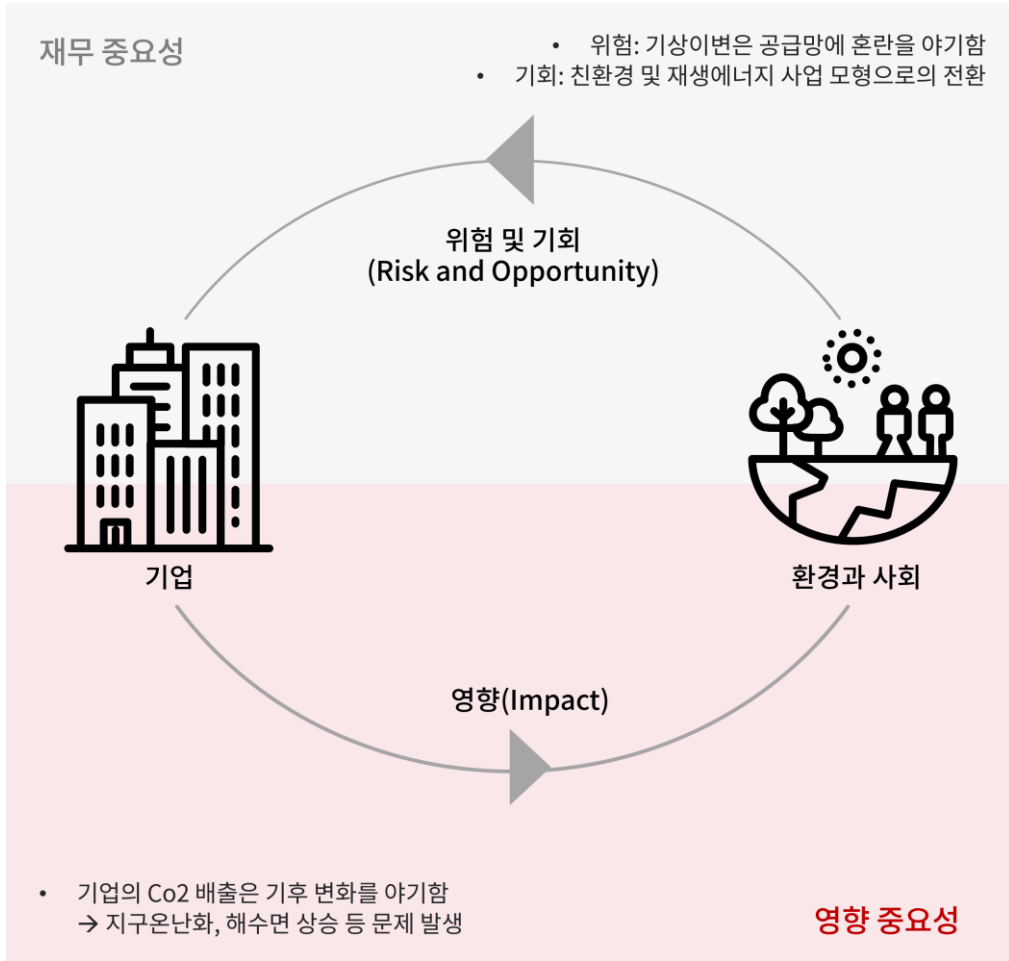 재무 중요성
• 위험: 기상이변은 공급망에 혼란을 야기함
• 기회: 친환경 및 재생에너지 사업 모형으로의 전환
위험 및 기회
(Risk and Opportunity)
기업
환경과 사회
영향(Impact)
• 기업의 Co2 배출은 기후 변화를 야기함
→ 지구온난화, 해수면 상승 등 문제 발생
영향 중요성